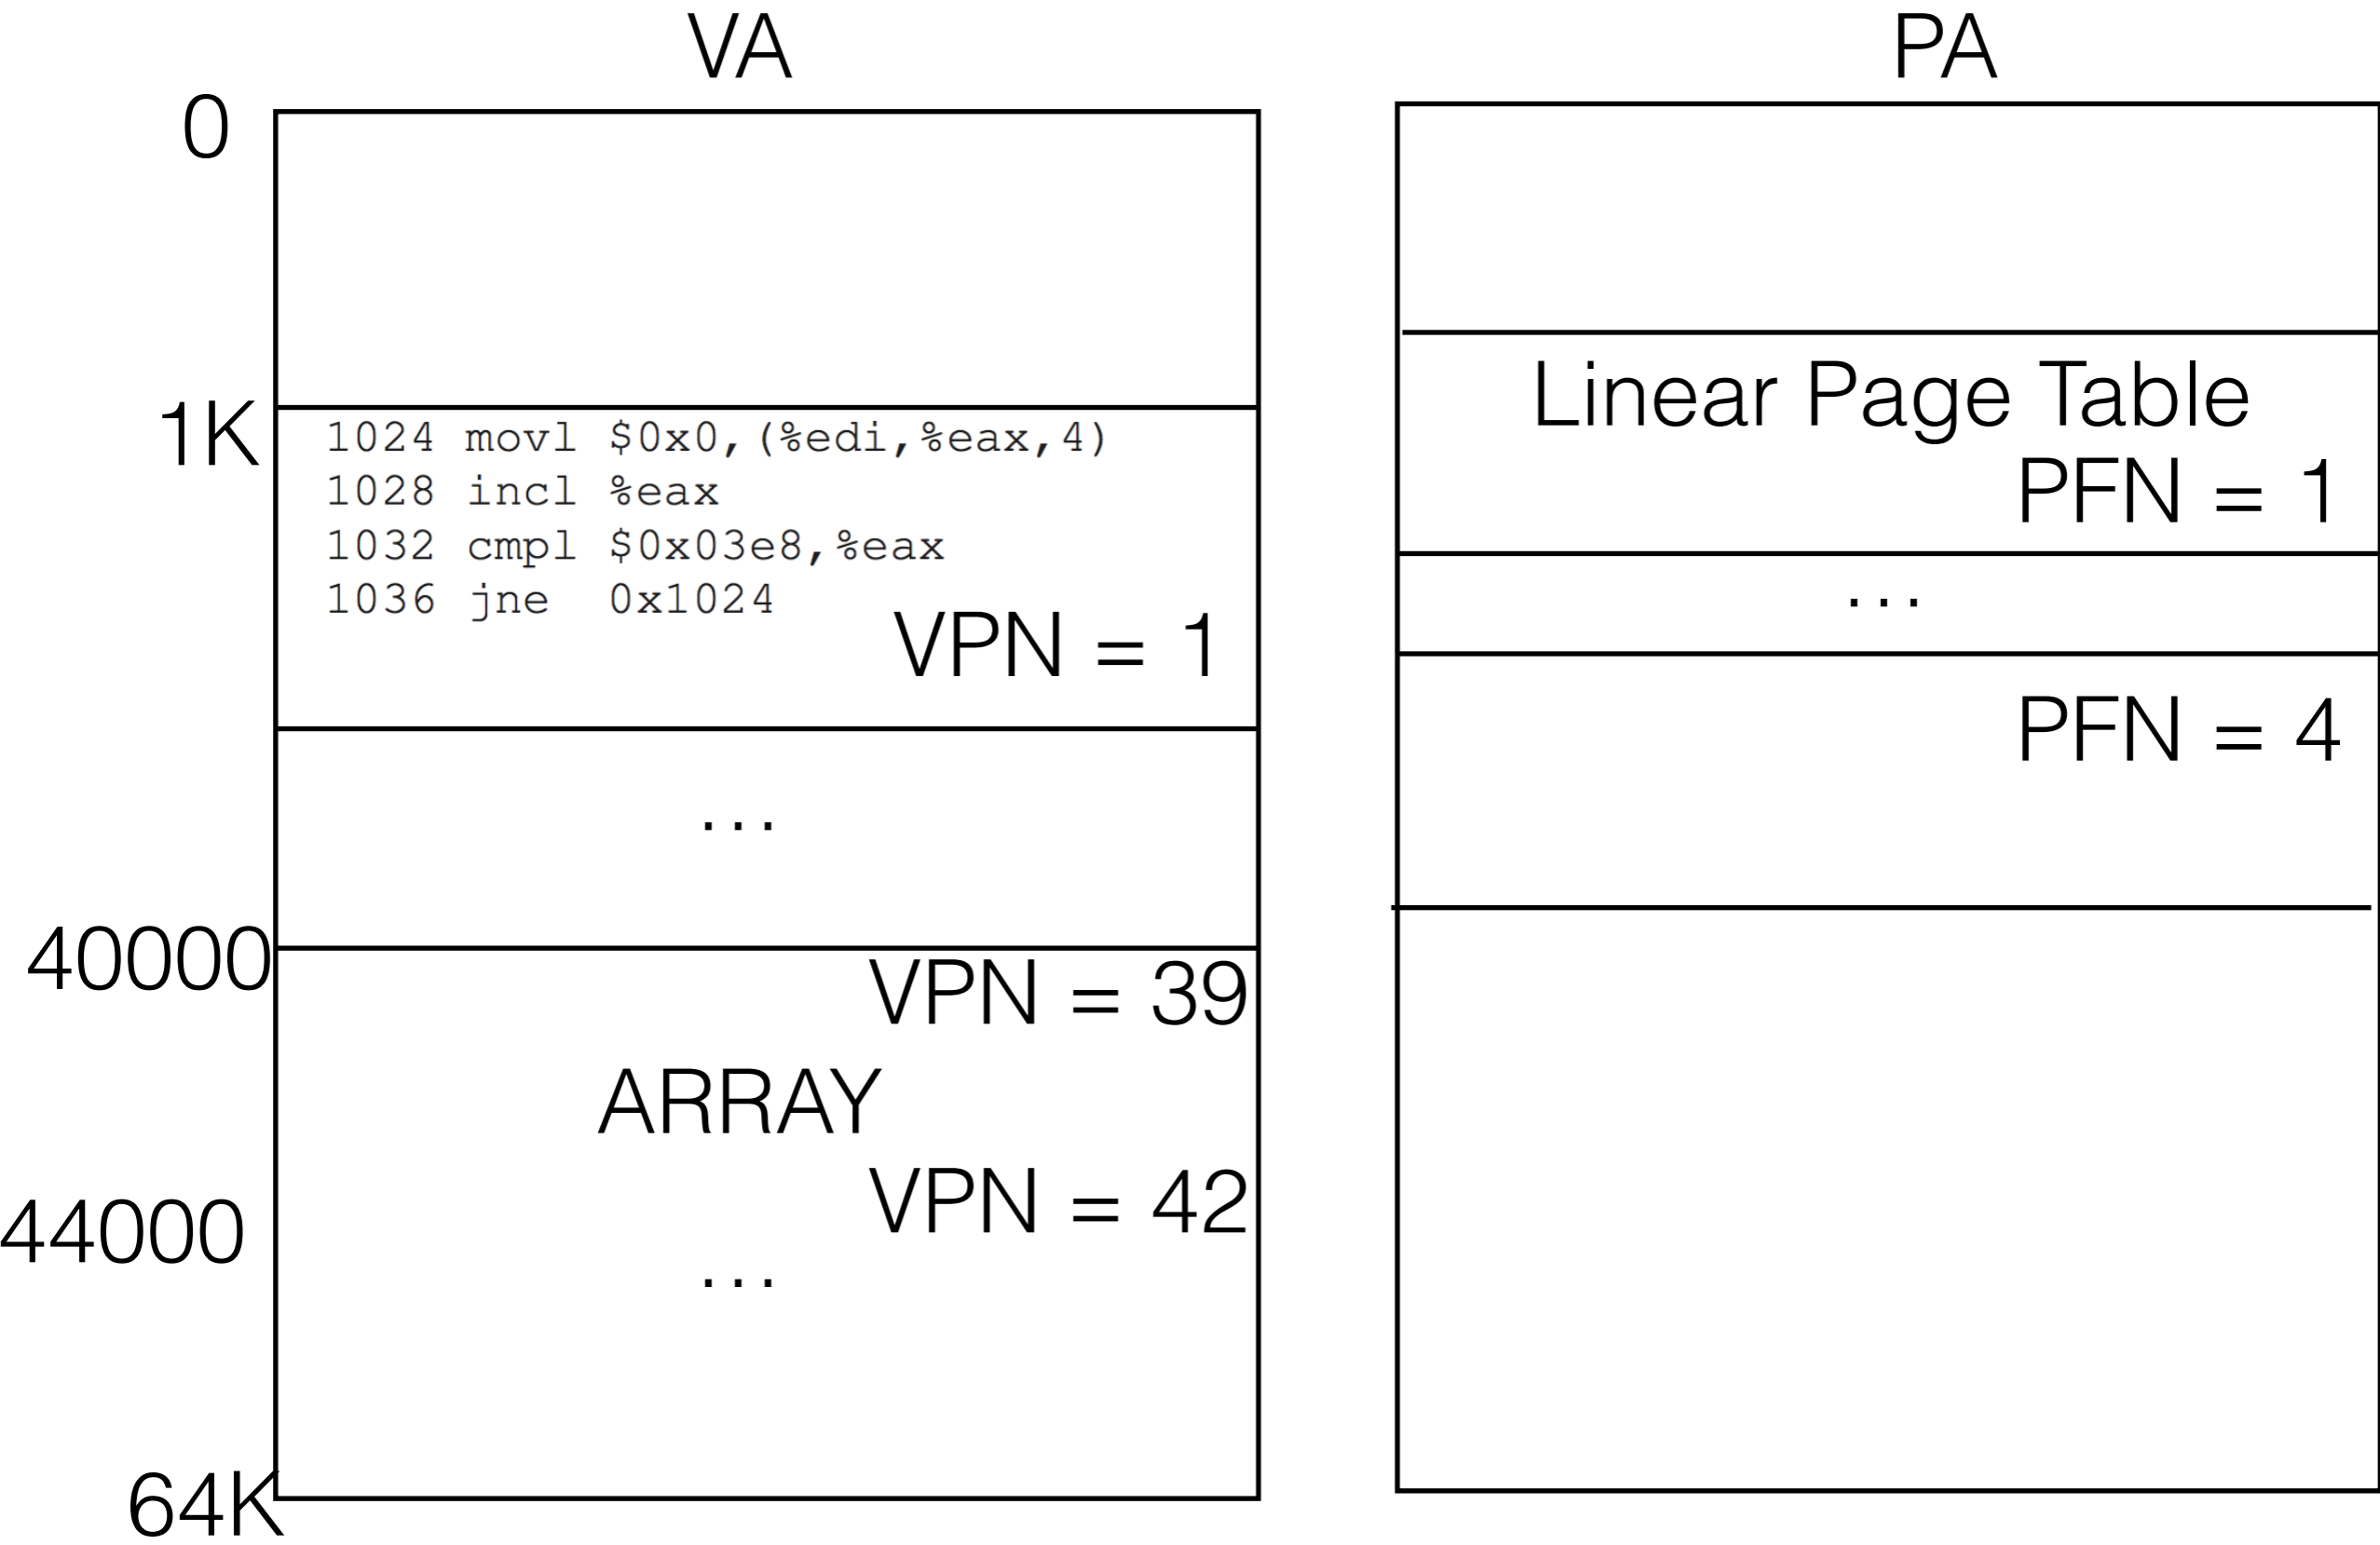 VA
0
1K
1024 movl $0x0,(%edi,%eax,4)
1028 incl %eax
1032 cmpl $0x03e8,%eax
1036 jne 0x1024
VPN = 1
...
40000
VPN = 39
ARRAY
VPN = 42
44000
...
64K
PA
Linear Page Table
PFN = 1
...
PFN = 4